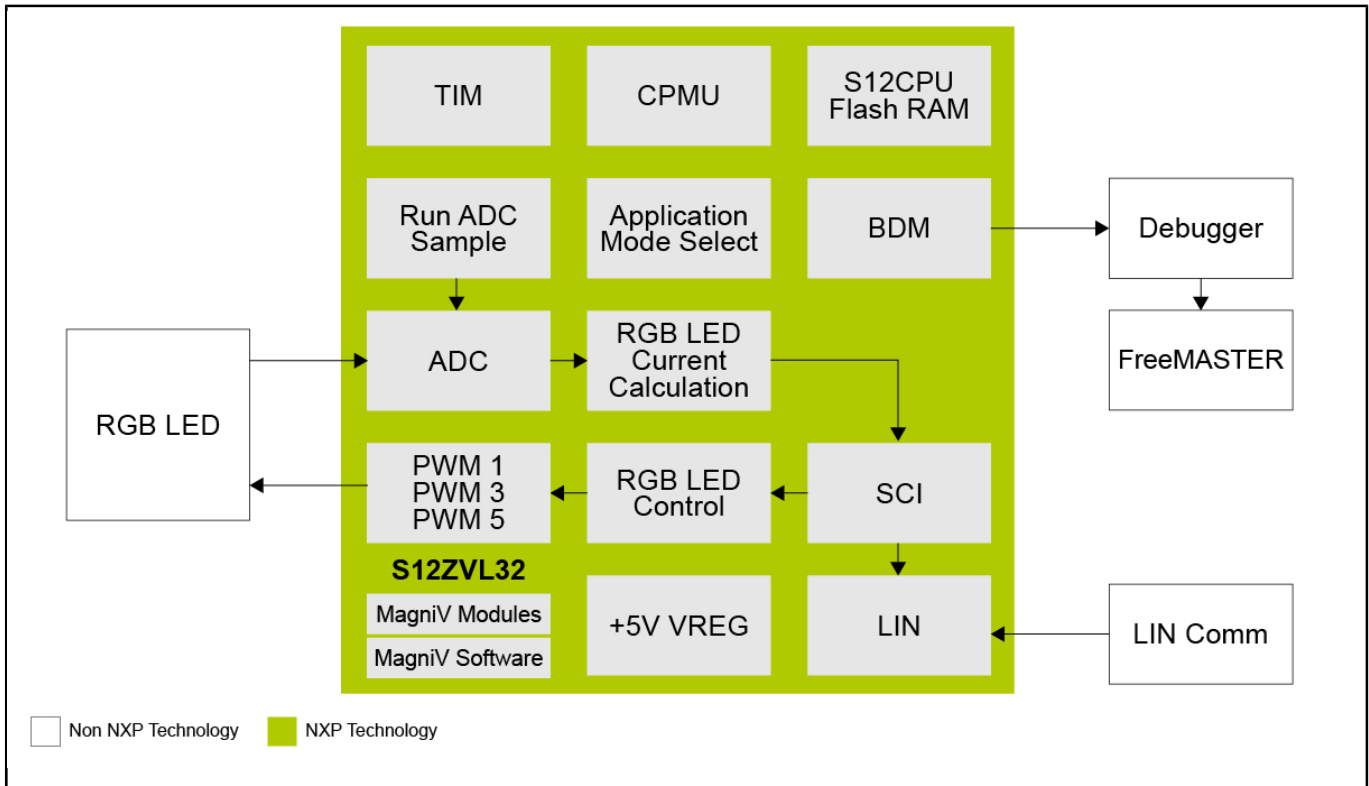 TIM
CPMU
S12CPU
Flash RAM
Run ADC
Sample
Application
Mode Select
BDM
Debugger
RGB LED
ADC
RGB LED
Current
Calculation
FreeMASTER
PWM 1
PWM 3
PWM 5
RGB LED
Control
SCI
S12ZVL32
MagniV Modules
MagniV Software
+5V VREG
LIN
LIN Comm
Non NXP Technology
NXP Technology